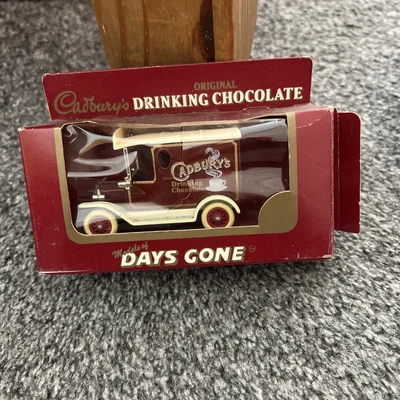 ORIGINAL
Cadbury's DRINKING CHOCOLATE
CADBURY'S
Drinking
Chocolate
Models of
DAYS GONE